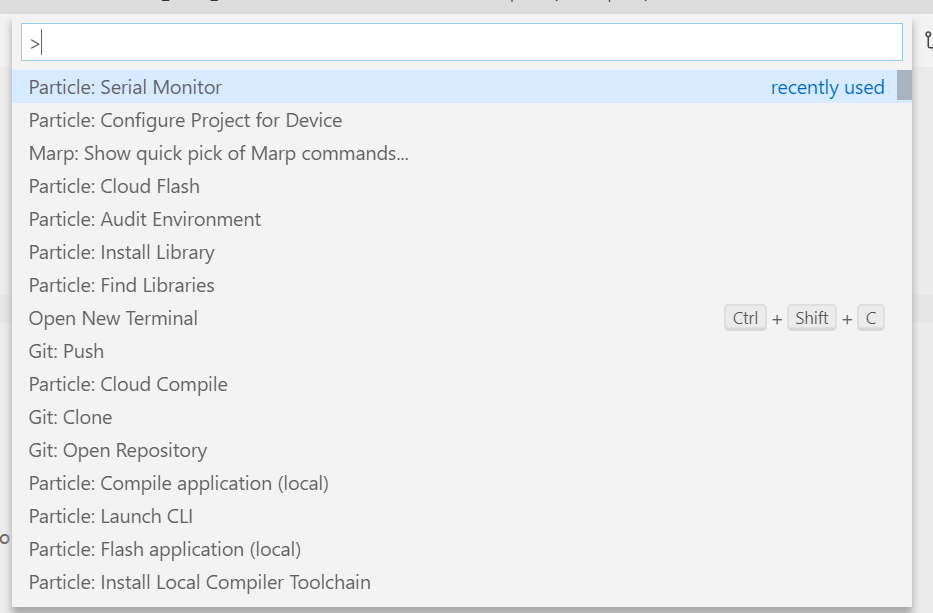 >
Particle: Serial Monitor recently used
Particle: Configure Project for Device
Marp: Show quick pick of Marp commands...
Particle: Cloud Flash
Particle: Audit Environment
Particle: Install Library
Particle: Find Libraries
Open New Terminal Ctrl + Shift + C
Git: Push
Particle: Cloud Compile
Git: Clone
Git: Open Repository
Particle: Compile application (local)
Particle: Launch CLI
Particle: Flash application (local)
Particle: Install Local Compiler Toolchain